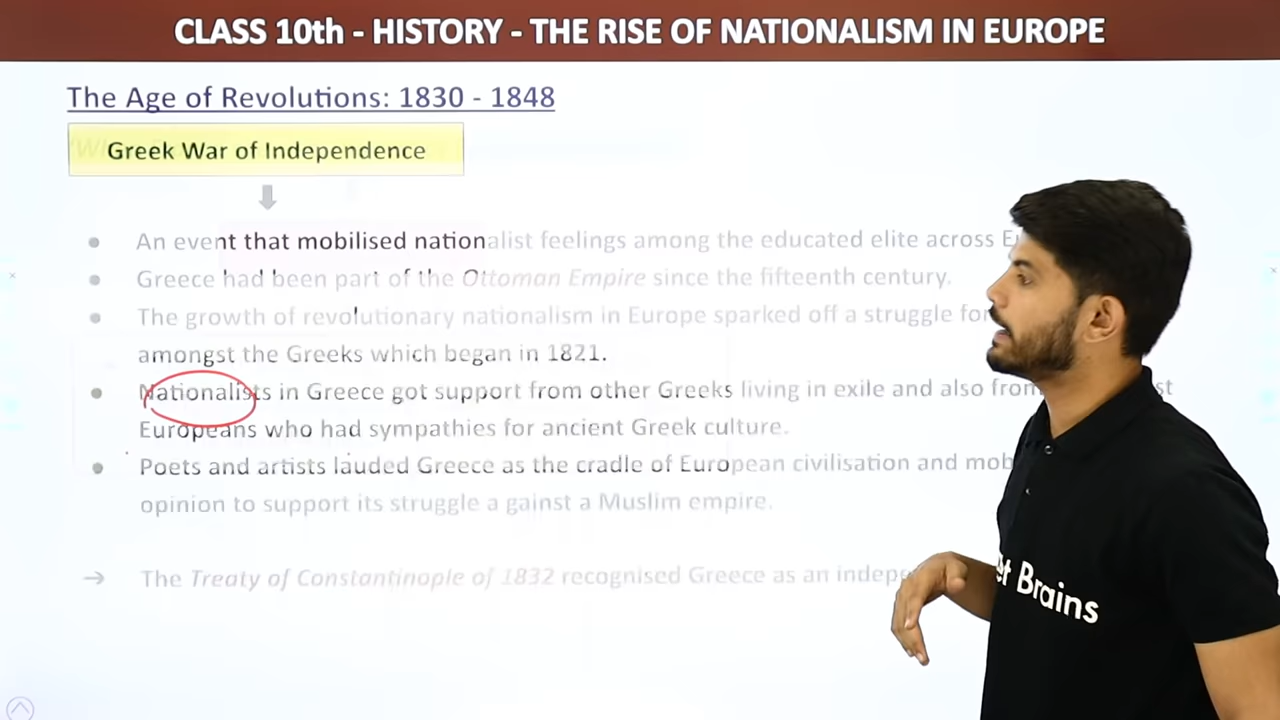 CLASS 10th - HISTORY - THE RISE OF NATIONALISM IN EUROPE
The Age of Revolutions: 1830 - 1848
Greek War of Independence
An event that mobilised nationalist feelings among the educated elite across
Greece had been part of the Ottoman Empire since the fifteenth century.
The growth of revolutionary nationalism in Europe sparked off a struggle for
amongst the Greeks which began in 1821.
Nationalists in Greece got support from other Greeks living in exile and also from
Europeans who had sympathies for ancient Greek culture.
Poets and artists lauded Greece as the cradle of European civilisation and
opinion to support its struggle a gainst a Muslim empire.
→ The Treaty of Constantinople of 1832 recognised Greece as an
Brains